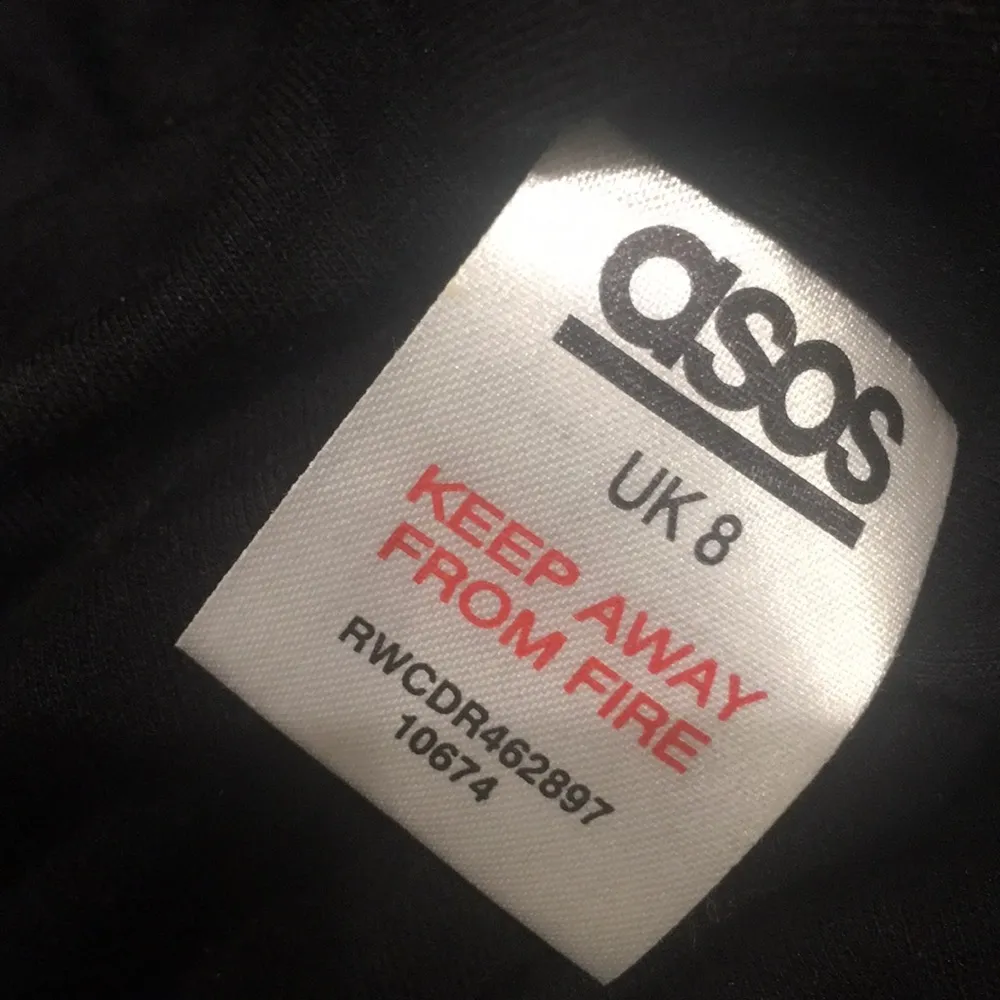 asos
UK 8
KEEP AWAY
FROM FIRE
RWCDR462897
10674